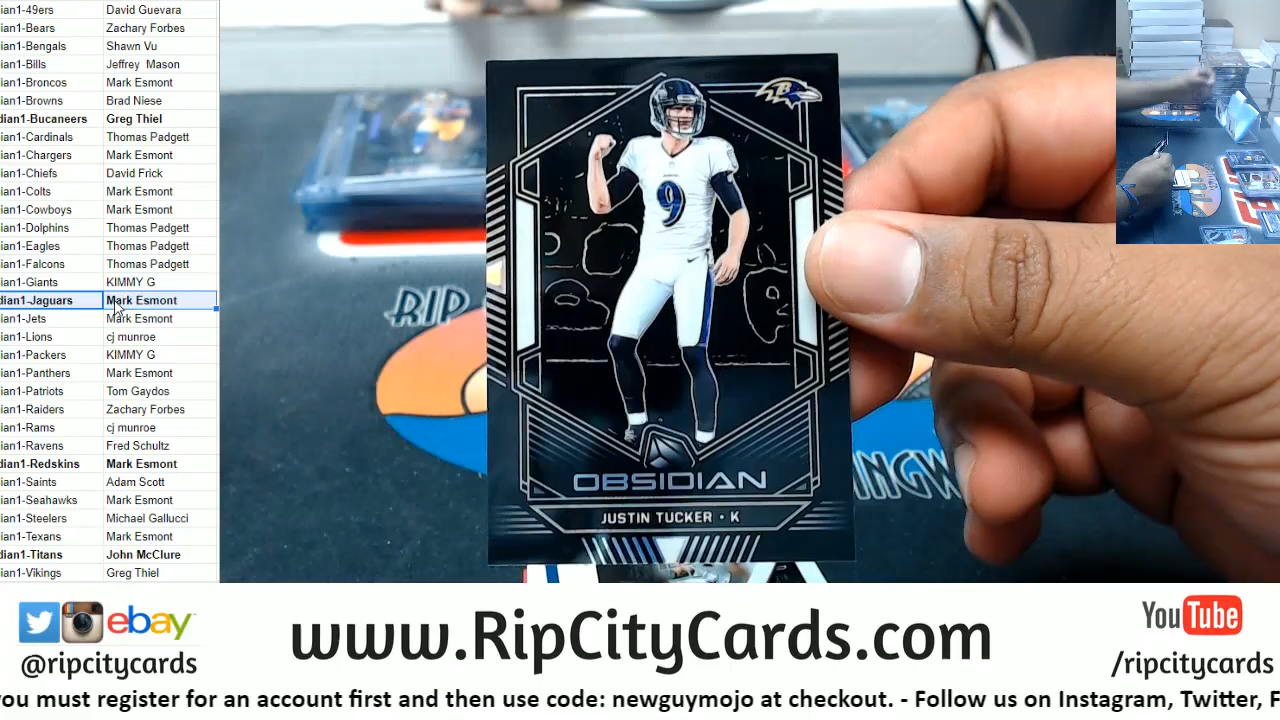 ian1-49ers David Guevara
ian1-Bears Zachary Forbes
ian1-Bengals Shawn Vu
ian1-Bills Jeffrey Mason
ian1-Broncos Mark Esmont
ian1-Browns Brad Niese
dian1-Bucaneers Greg Thiel
ian1-Cardinals Thomas Padgett
ian1-Chargers Mark Esmont
ian1-Chiefs David Frick
ian1-Colts Mark Esmont
ian1-Cowboys Mark Esmont
ian1-Dolphins Thomas Padgett
ian1-Eagles Thomas Padgett
ian1-Falcons Thomas Padgett
ian1-Giants KIMMY G
dian1-Jaguars Mark Esmont
ian1-Jets Mark Esmont
ian1-Lions cj munroe
ian1-Packers KIMMY G
ian1-Panthers Mark Esmont
ian1-Patriots Tom Gaydos
ian1-Raiders Zachary Forbes
ian1-Rams cj munroe
ian1-Ravens Fred Schultz
dian1-Redskins Mark Esmont
ian1-Saints Adam Scott
ian1-Seahawks Mark Esmont
ian1-Steelers Michael Gallucci
ian1-Texans Mark Esmont
dian1-Titans John McClure
ian1-Vikings Greg Thiel
B
9
RIP
INGW
OBSIDIAN
JUSTIN TUCKER • K
ebay
@ripcitycards
www.RipCityCards.com
YouTube
/ripcitycards
you must register for an account first and then use code: newguymojo at checkout. - Follow us on Instagram, Twitter, F